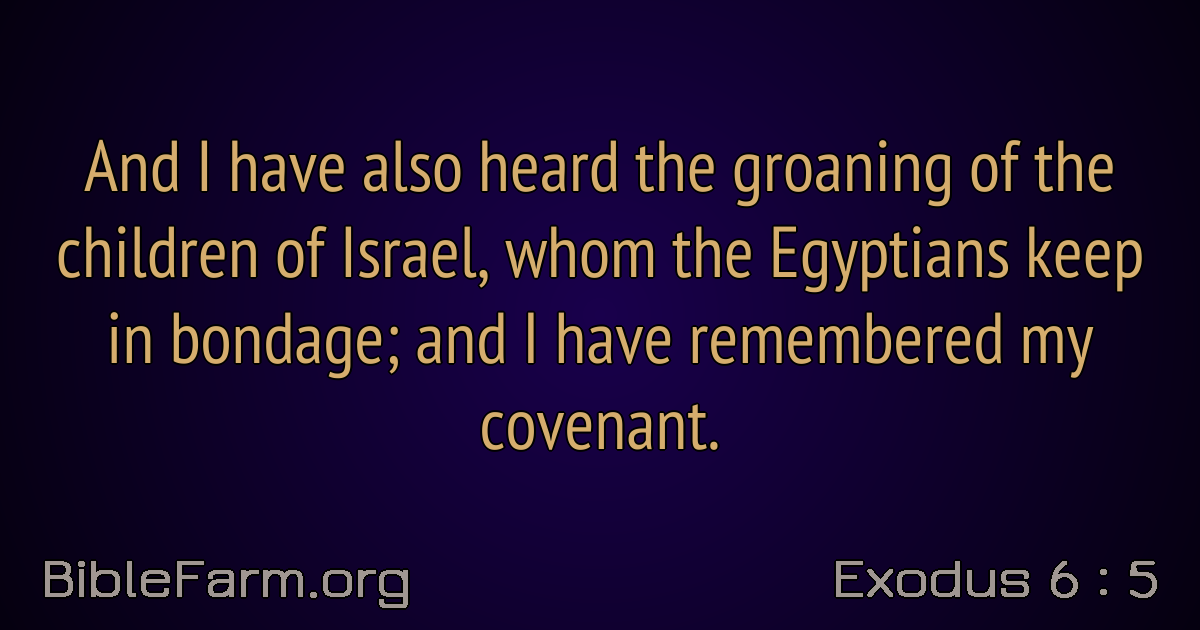 And I have also heard the groaning of the
children of Israel, whom the Egyptians keep
in bondage; and I have remembered my
covenant.
BibleFarm.org
Exodus 6 : 5